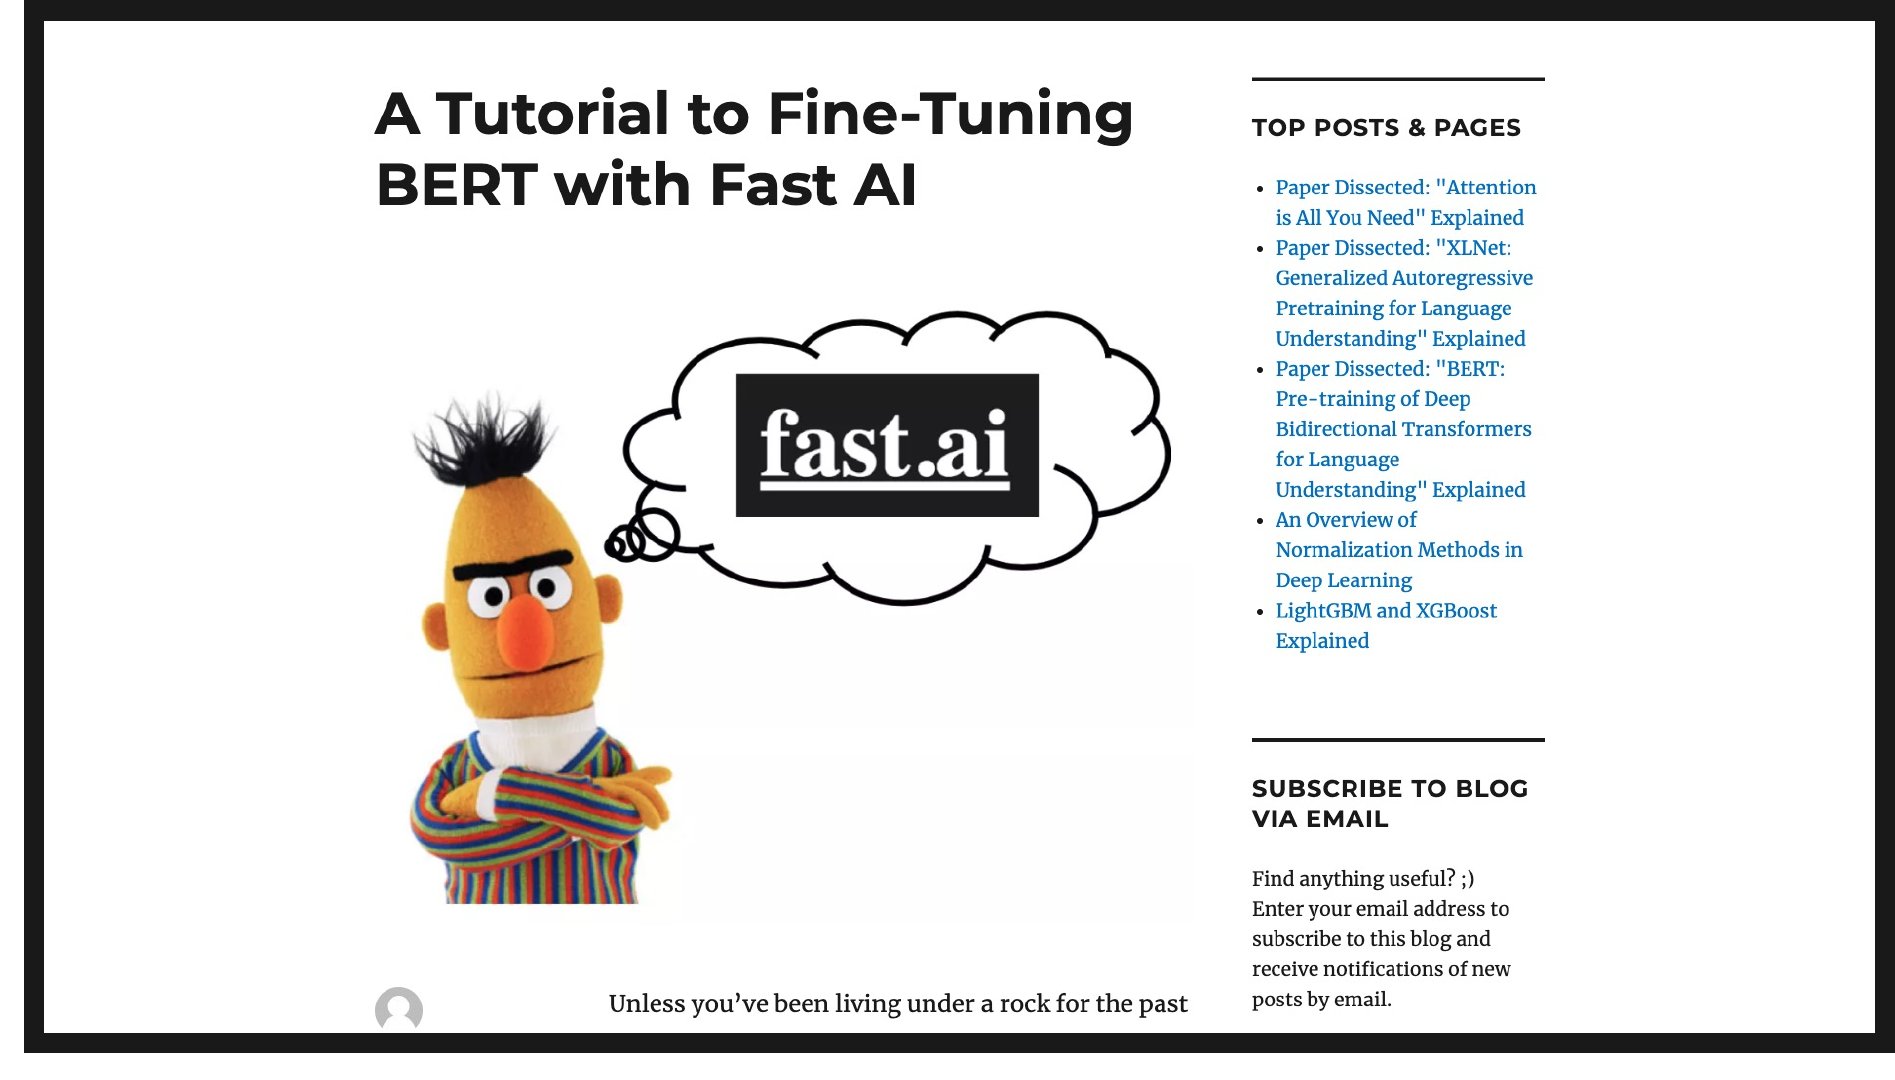 A Tutorial to Fine-Tuning
BERT with Fast AI
fast.ai
Unless you’ve been living under a rock for the past
TOP POSTS & PAGES
Paper Dissected: "Attention
is All You Need" Explained
Paper Dissected: "XLNet:
Generalized Autoregressive
Pretraining for Language
Understanding" Explained
Paper Dissected: "BERT:
Pre-training of Deep
Bidirectional Transformers
for Language
Understanding" Explained
An Overview of
Normalization Methods in
Deep Learning
LightGBM and XGBoost
Explained
SUBSCRIBE TO BLOG
VIA EMAIL
Find anything useful? ;)
Enter your email address to
subscribe to this blog and
receive notifications of new
posts by email.